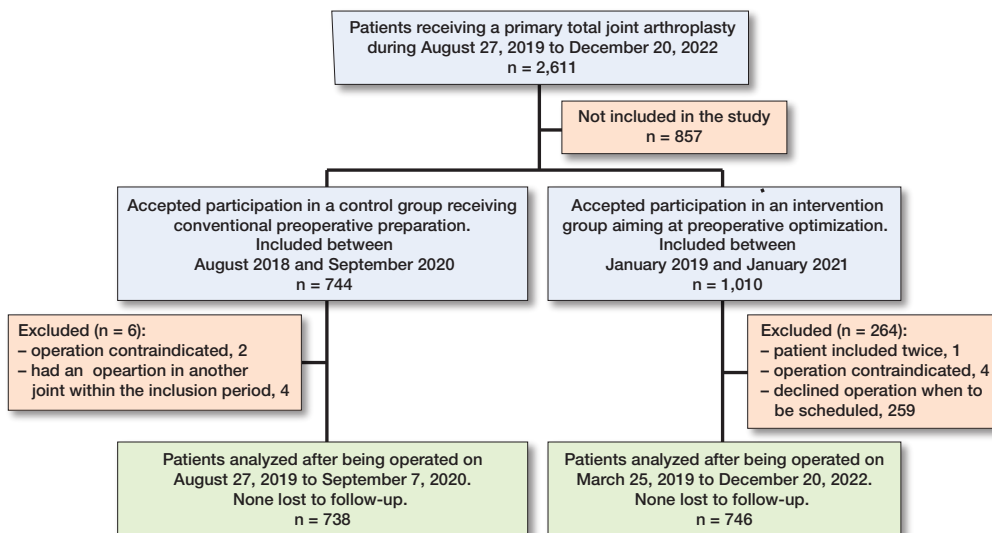 Patients receiving a primary total joint arthroplasty
during August 27, 2019 to December 20, 2022
n = 2,611
Not included in the study
n = 857
Accepted participation in a control group receiving
conventional preoperative preparation.
Included between
August 2018 and September 2020
n = 744
Accepted participation in an intervention
group aiming at preoperative optimization.
Included between
January 2019 and January 2021
n = 1,010
Excluded (n = 6):
– operation contraindicated, 2
– had an opeartion in another
joint within the inclusion period, 4
Excluded (n = 264):
– patient included twice, 1
– operation contraindicated, 4
– declined operation when to
be scheduled, 259
Patients analyzed after being operated on
August 27, 2019 to September 7, 2020.
None lost to follow-up.
n = 738
Patients analyzed after being operated on
March 25, 2019 to December 20, 2022.
None lost to follow-up.
n = 746